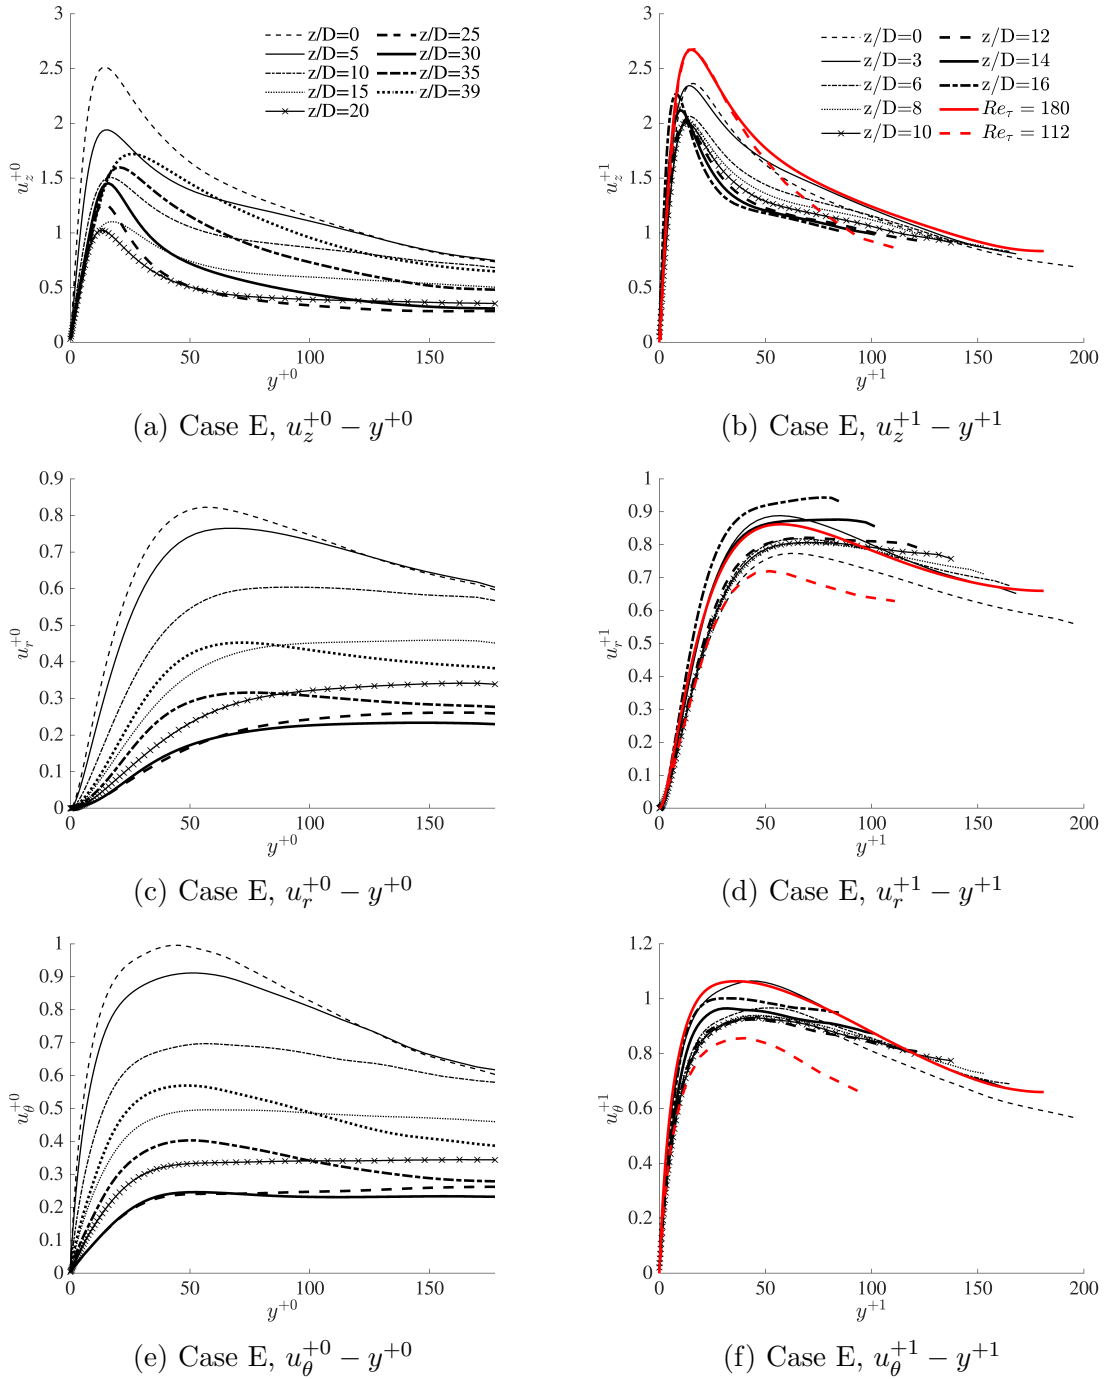 3
2.5
2
1.5
1
0.5
0
0 50 100 150
u_z^{+0}
y^{+0}
z/D=0 z/D=25
z/D=5 z/D=30
z/D=10 z/D=35
z/D=15 z/D=39
z/D=20
(a) Case E, u_z^{+0} − y^{+0}
3
2.5
2
1.5
1
0.5
0
0 50 100 150 200
u_z^{+1}
y^{+1}
z/D=0 z/D=12
z/D=3 z/D=14
z/D=6 z/D=16
z/D=8 Re_τ = 180
z/D=10 Re_τ = 112
(b) Case E, u_z^{+1} − y^{+1}
0.9
0.8
0.7
0.6
0.5
0.4
0.3
0.2
0.1
0
0 50 100 150
u_r^{+0}
y^{+0}
(c) Case E, u_r^{+0} − y^{+0}
1
0.9
0.8
0.7
0.6
0.5
0.4
0.3
0.2
0.1
0
0 50 100 150 200
u_r^{+1}
y^{+1}
(d) Case E, u_r^{+1} − y^{+1}
1
0.9
0.8
0.7
0.6
0.5
0.4
0.3
0.2
0.1
0
0 50 100 150
u_θ^{+0}
y^{+0}
(e) Case E, u_θ^{+0} − y^{+0}
1.2
1
0.8
0.6
0.4
0.2
0
0 50 100 150 200
u_θ^{+1}
y^{+1}
(f) Case E, u_θ^{+1} − y^{+1}